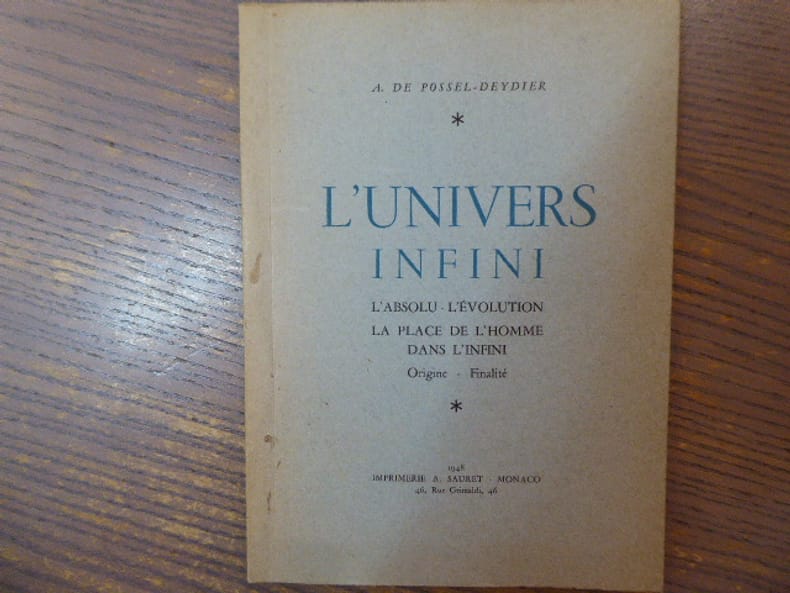 A. DE POSSEL-DEYDIER
*
L'UNIVERS
INFINI
L'ABSOLU - L'ÉVOLUTION
LA PLACE DE L'HOMME
DANS L'INFINI
Origine - Finalité
*
1948
IMPRIMERIE A. SAURET - MONACO
46, Rue Grimaldi, 46